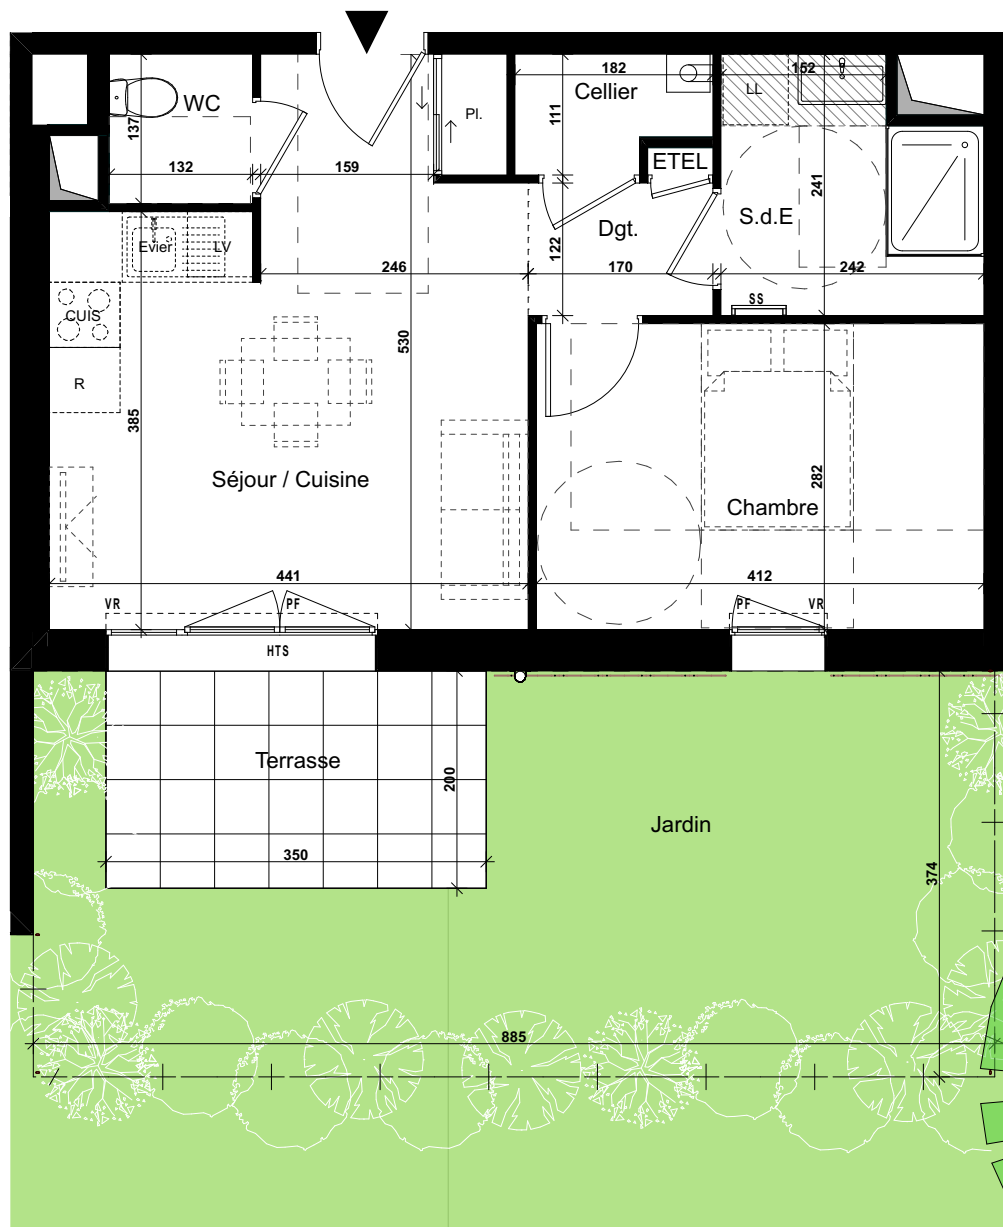 182
152
Cellier
LL
WC
Pl.
111
137
ETEL
132
159
241
S.d.E
Dgt.
122
Evier
LV
246
170
242
SS
CUIS
530
R
385
Séjour / Cuisine
282
Chambre
441
412
VR
PF
PF
VR
HTS
Terrasse
200
Jardin
350
374
885